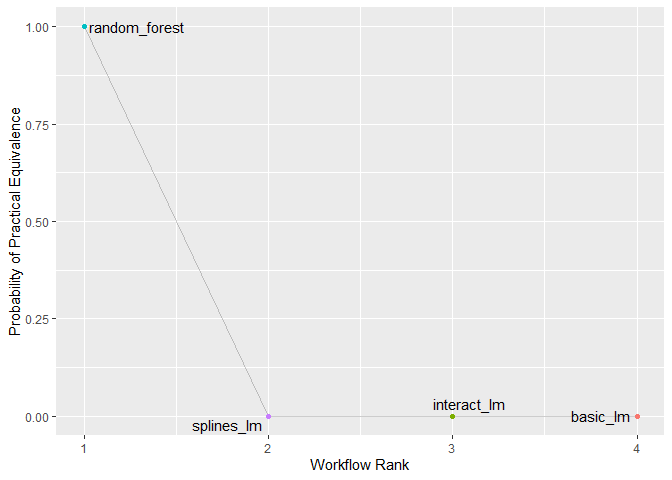 1.00
random_forest
0.75
0.50
0.25
0.00
interact_lm
basic_lm
splines_lm
1
2
3
4
Workflow Rank
Probability of Practical Equivalence